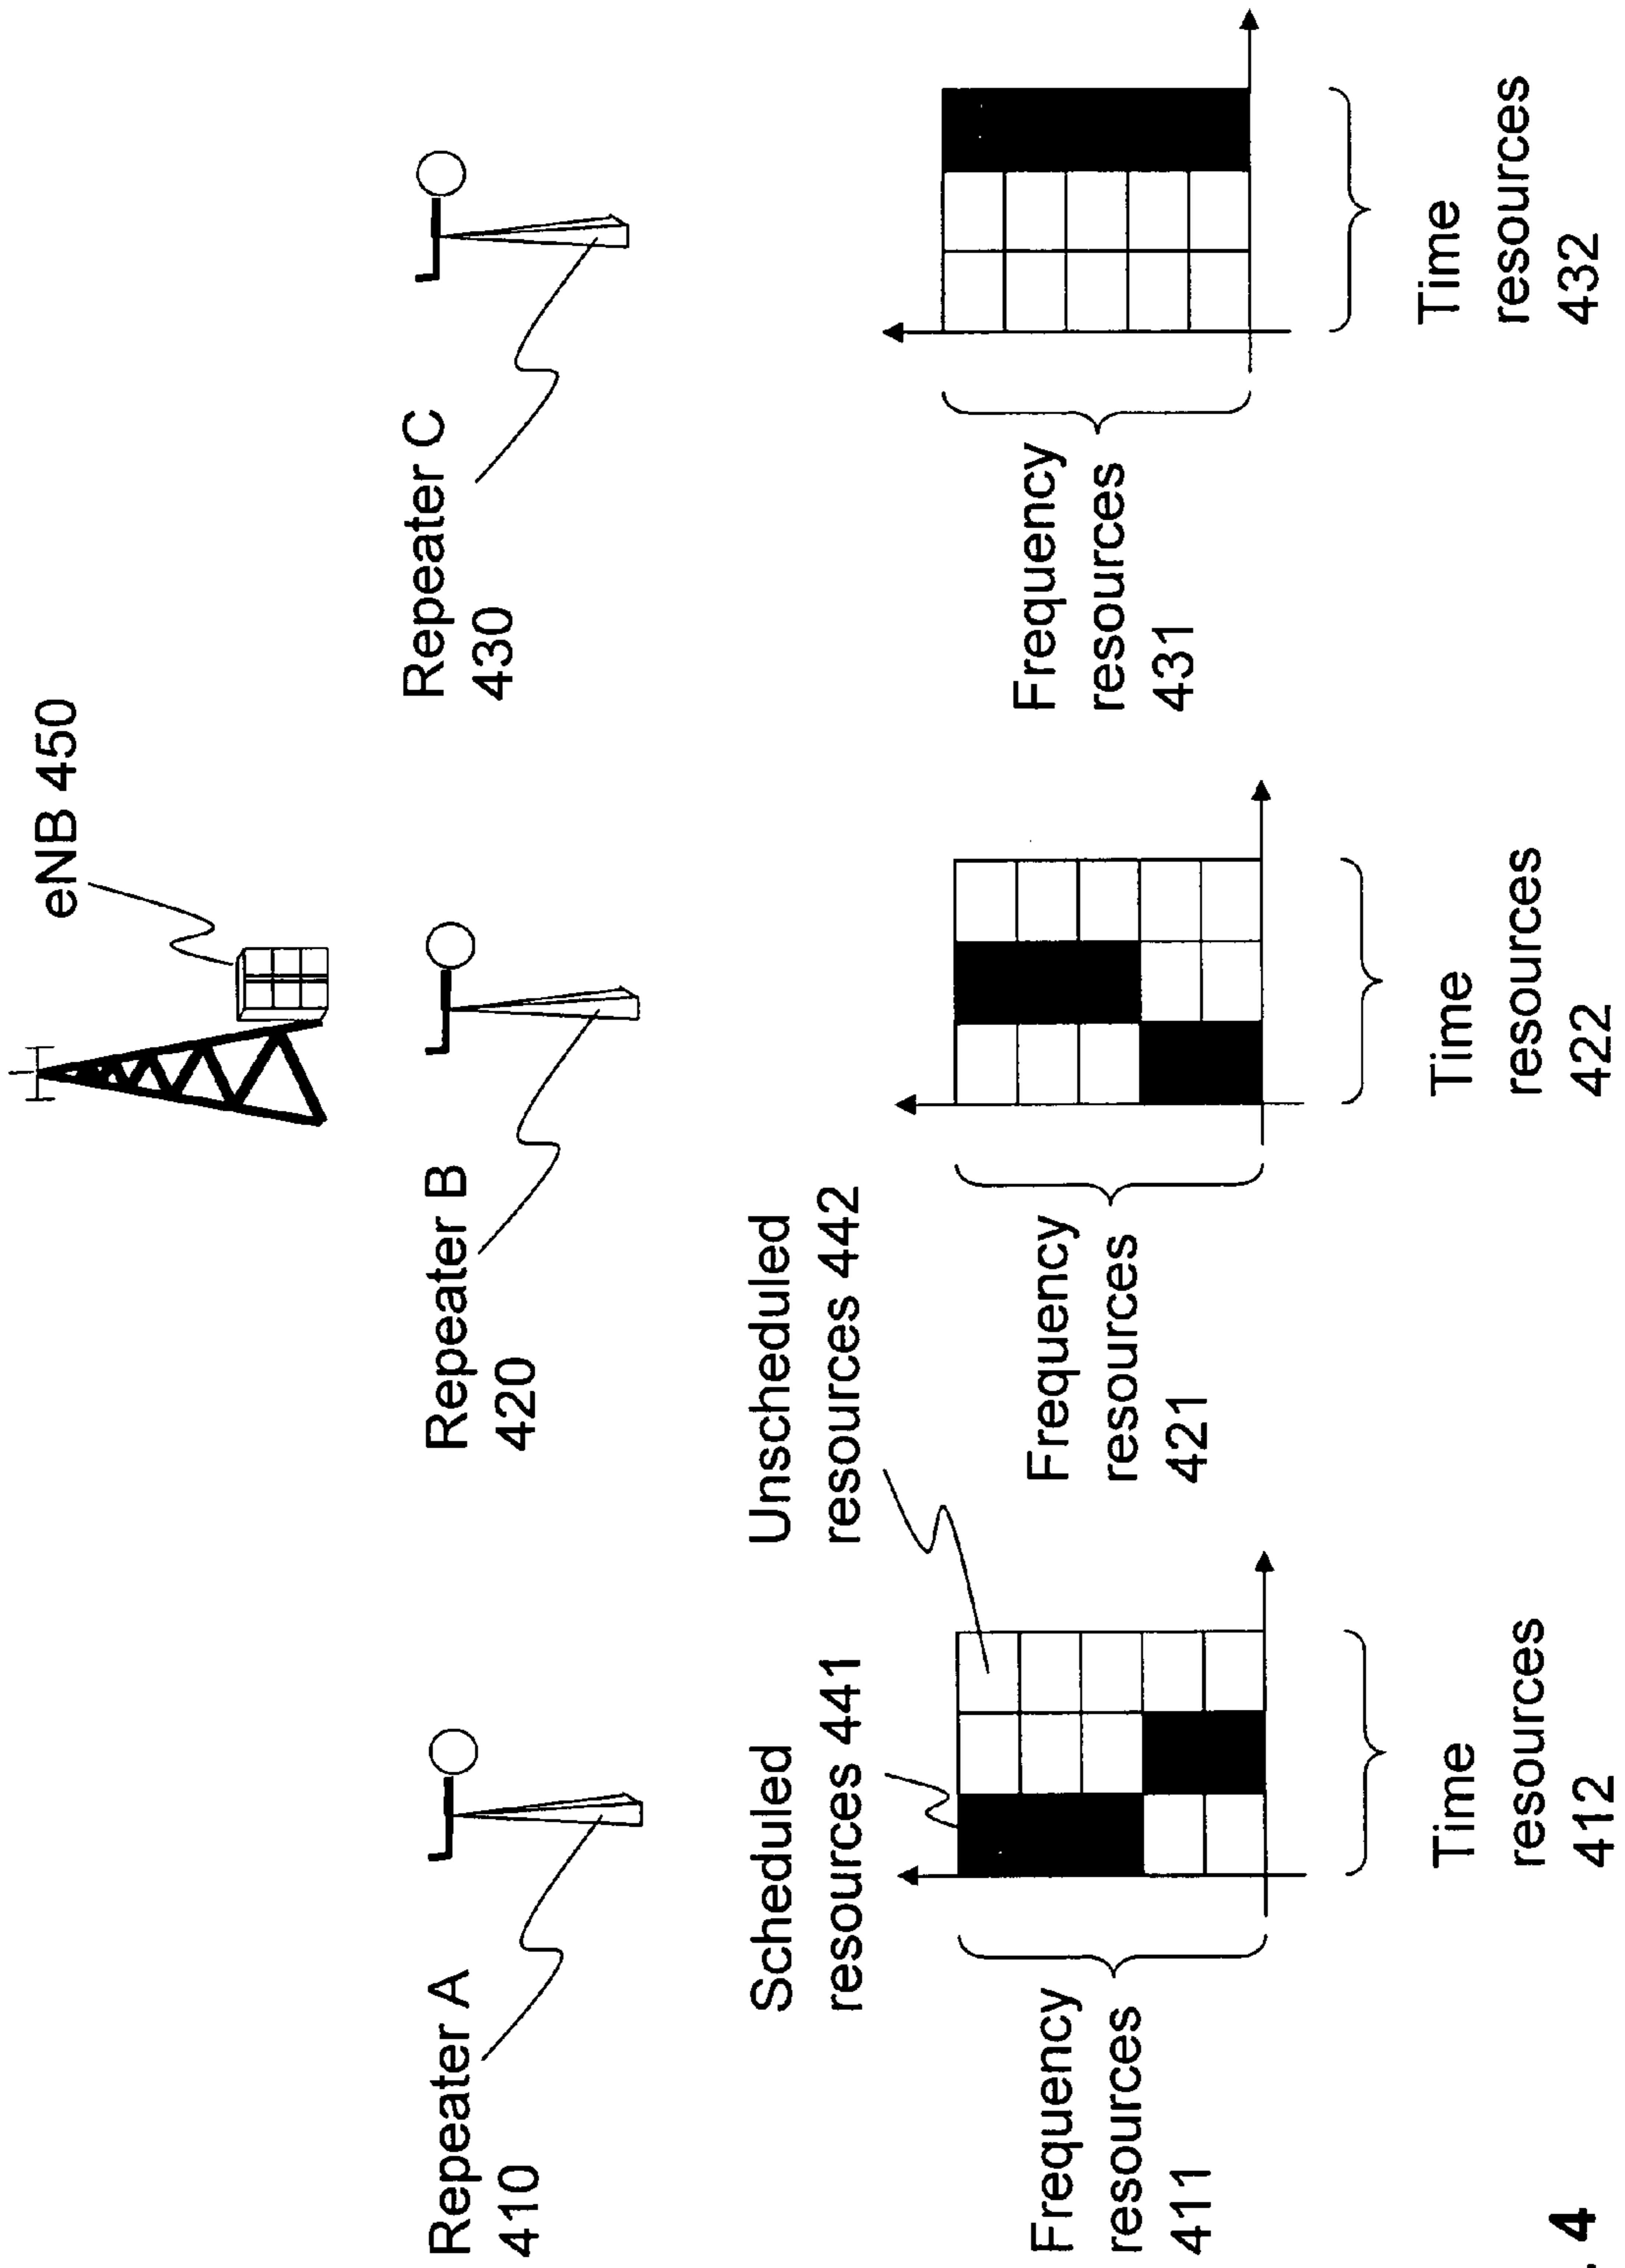 eNB 450
Repeater A
410
Repeater B
420
Repeater C
430
Scheduled
resources 441
Unscheduled
resources 442
Frequency
resources
411
Time
resources
412
Frequency
resources
421
Time
resources
422
Frequency
resources
431
Time
resources
432
. 4